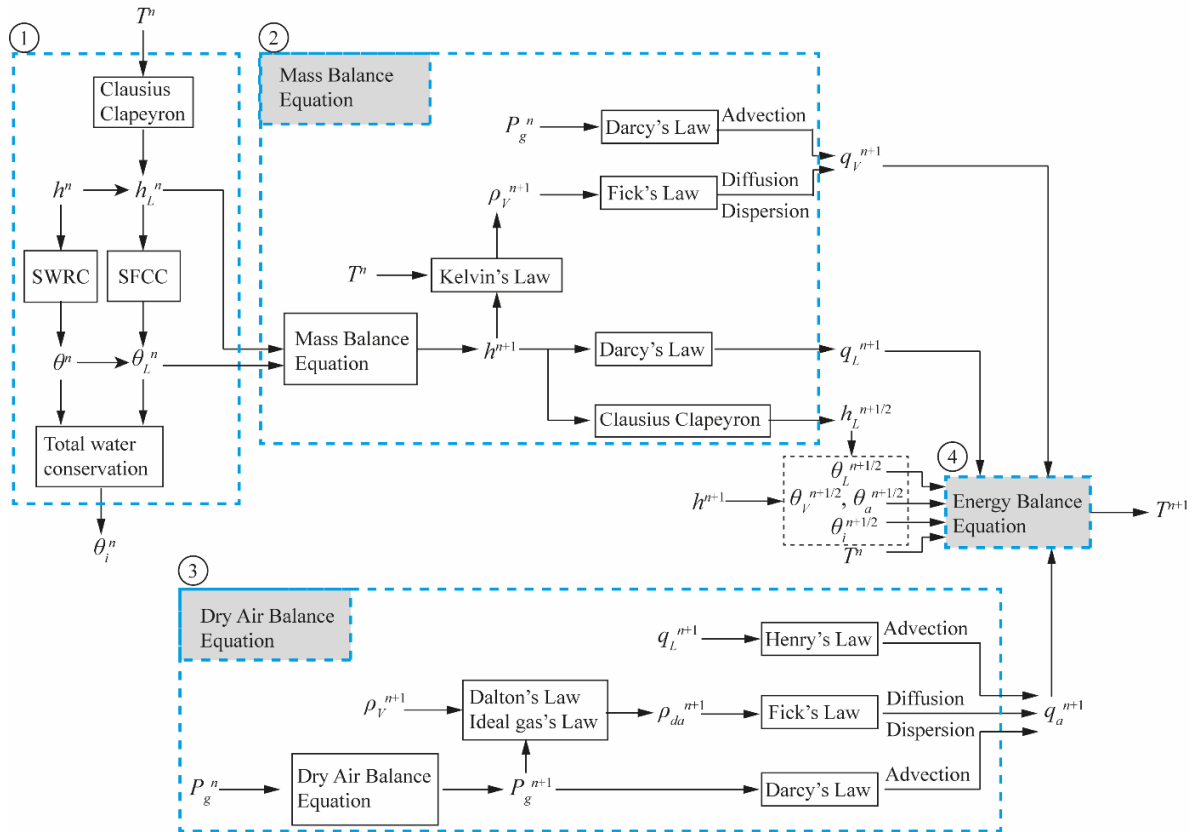 1
T^n
Clausius
Clapeyron
h^n
h_L^n
SWRC
SFCC
θ^n
θ_L^n
Total water
conservation
θ_i^n
2
Mass Balance
Equation
P_g^n
Darcy's Law
Advection
q_V^{n+1}
ρ_V^{n+1}
Fick's Law
Diffusion
Dispersion
T^n
Kelvin's Law
Mass Balance
Equation
h^{n+1}
Darcy's Law
q_L^{n+1}
Clausius Clapeyron
h_L^{n+1/2}
h^{n+1}
θ_L^{n+1/2}
θ_V^{n+1/2}, θ_a^{n+1/2}
θ_i^{n+1/2}
T^n
4
Energy Balance
Equation
T^{n+1}
3
Dry Air Balance
Equation
q_L^{n+1}
Henry's Law
Advection
ρ_V^{n+1}
Dalton's Law
Ideal gas's Law
ρ_{da}^{n+1}
Fick's Law
Diffusion
Dispersion
q_a^{n+1}
P_g^n
Dry Air Balance
Equation
P_g^{n+1}
Darcy's Law
Advection